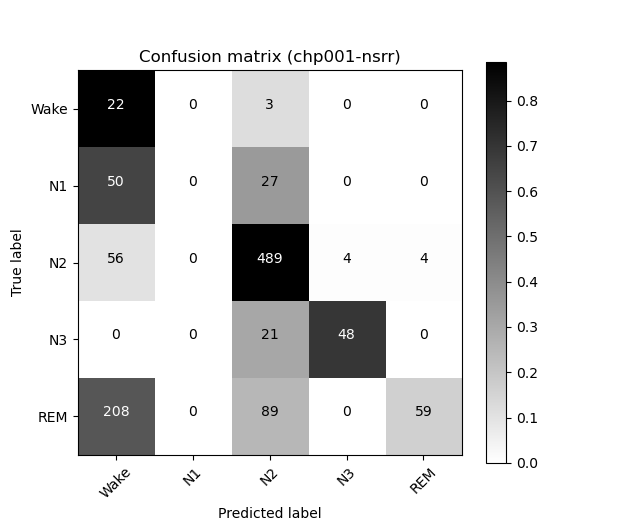 Confusion matrix (chp001-nsrr)
True label
Wake 22 0 3 0 0
N1 50 0 27 0 0
N2 56 0 489 4 4
N3 0 0 21 48 0
REM 208 0 89 0 59
Wake N1 N2 N3 REM
Predicted label
0.8
0.7
0.6
0.5
0.4
0.3
0.2
0.1
0.0